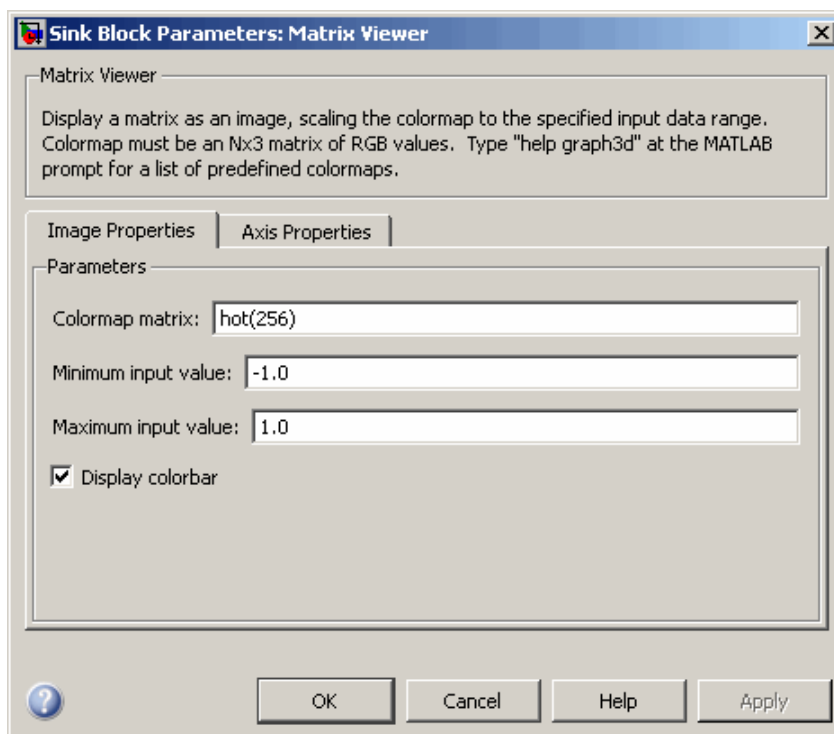 Sink Block Parameters: Matrix Viewer
Matrix Viewer
Display a matrix as an image, scaling the colormap to the specified input data range.
Colormap must be an Nx3 matrix of RGB values.  Type "help graph3d" at the MATLAB
prompt for a list of predefined colormaps.
Image Properties
Axis Properties
Parameters
Colormap matrix: hot(256)
Minimum input value: -1.0
Maximum input value: 1.0
Display colorbar
?
OK
Cancel
Help
Apply